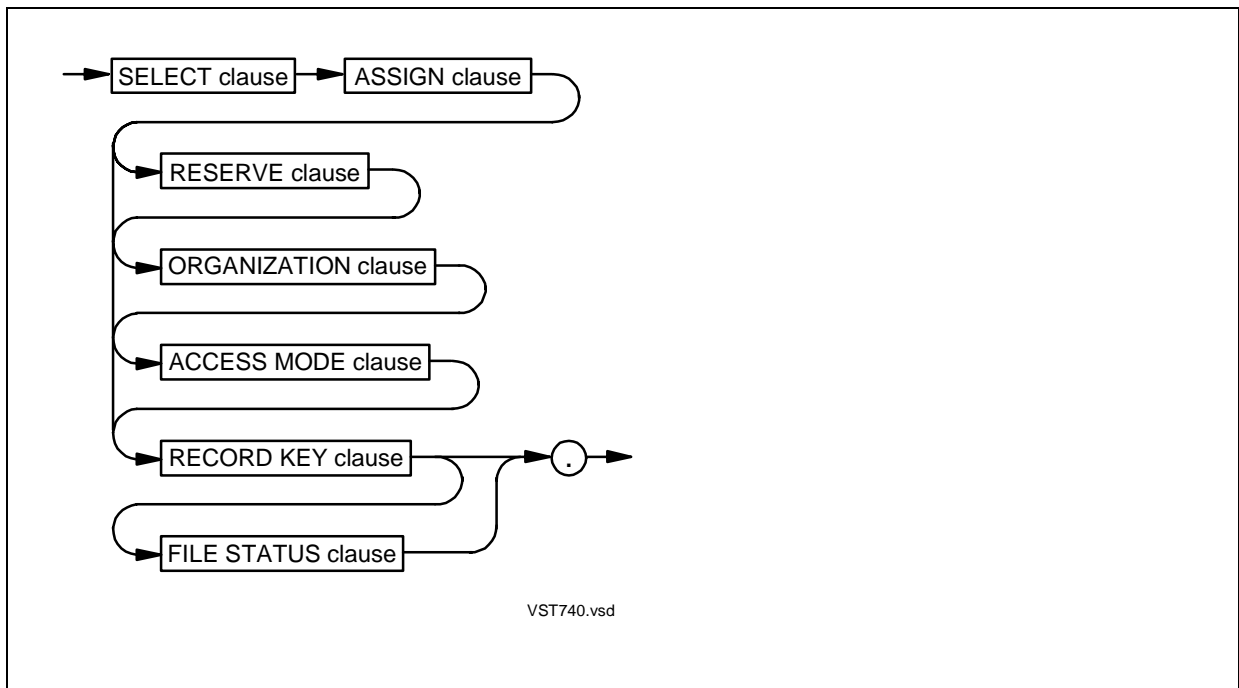 SELECT clause
ASSIGN clause
RESERVE clause
ORGANIZATION clause
ACCESS MODE clause
RECORD KEY clause
.
FILE STATUS clause
VST740.vsd